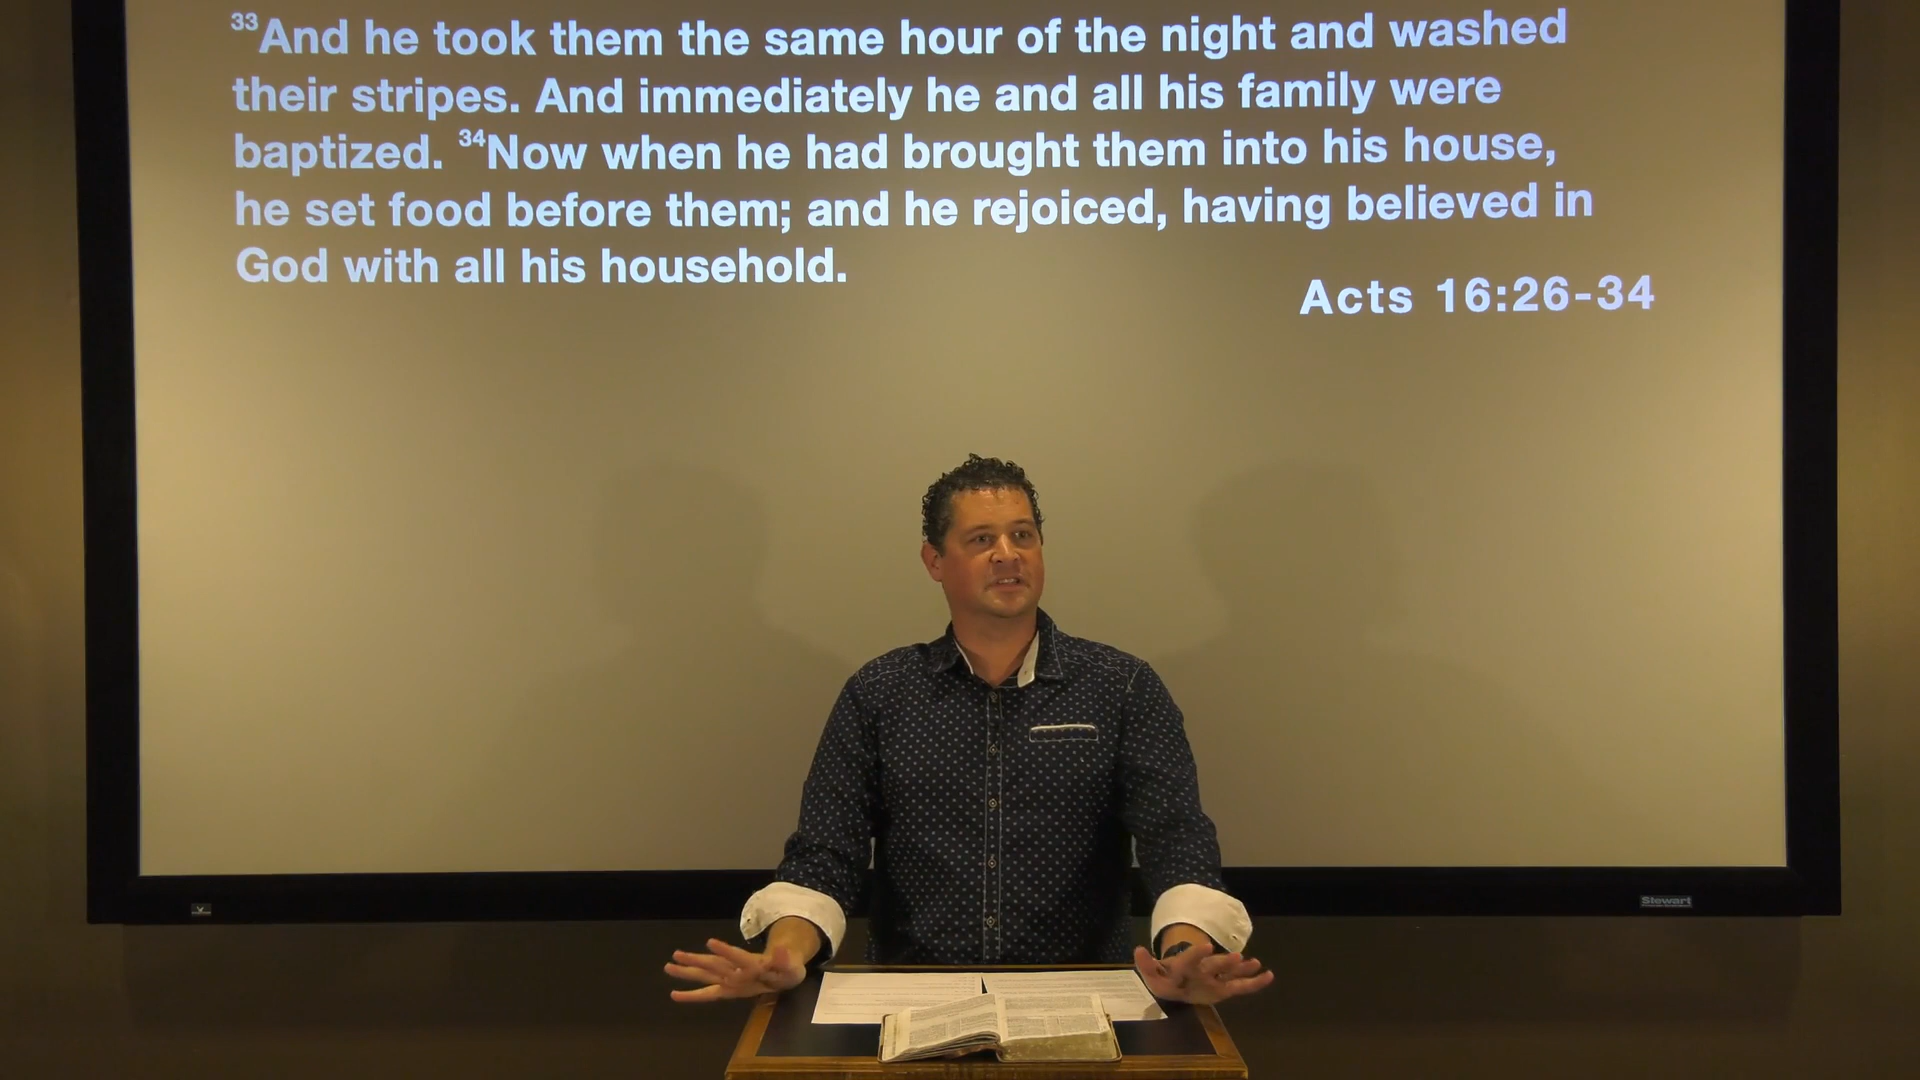 33And he took them the same hour of the night and washed
their stripes. And immediately he and all his family were
baptized. 34Now when he had brought them into his house,
he set food before them; and he rejoiced, having believed in
God with all his household.
Acts 16:26-34
Stewart